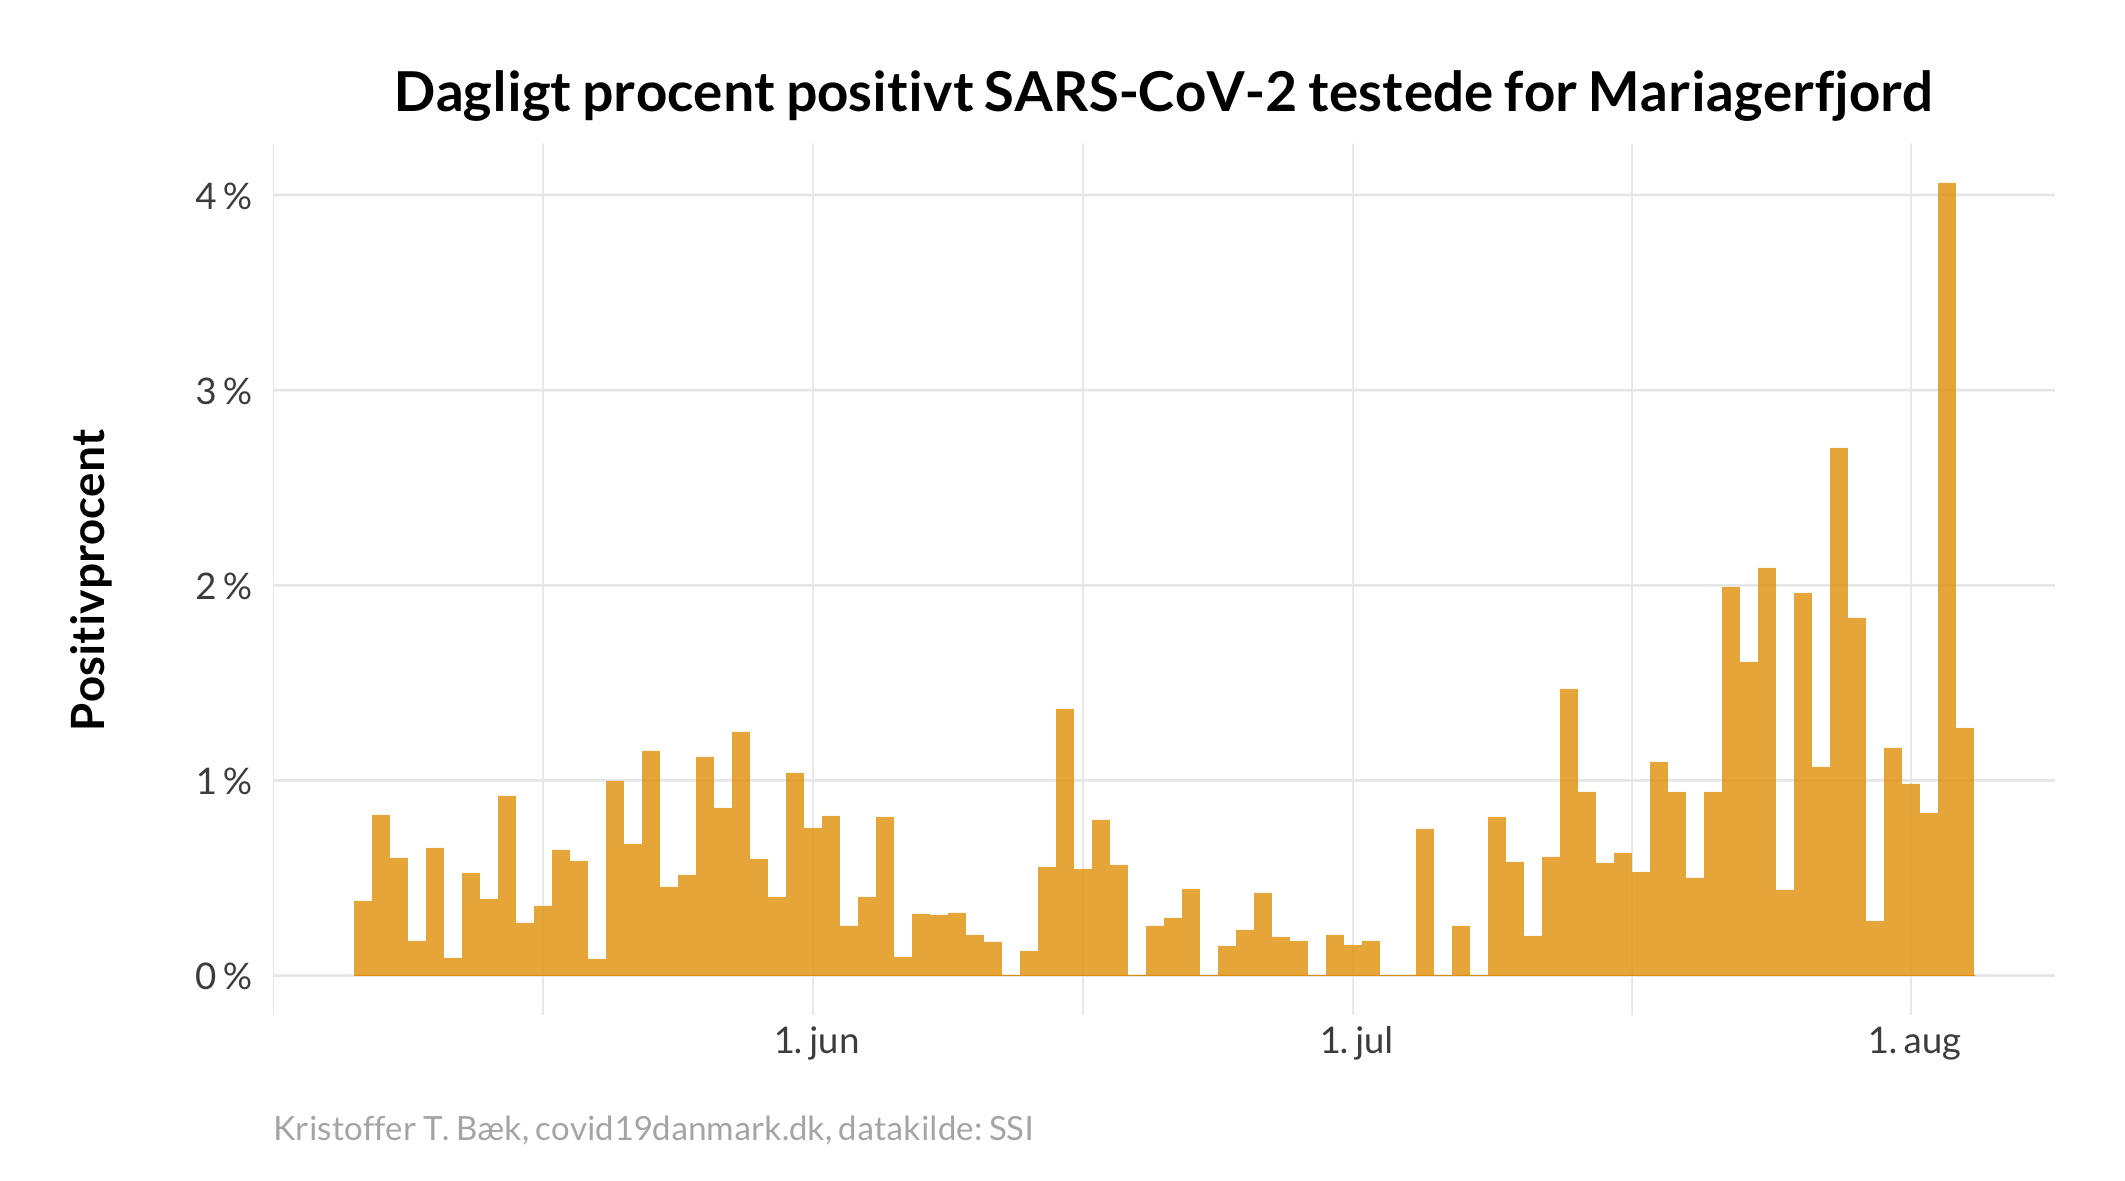 Dagligt procent positivt SARS-CoV-2 testede for Mariagerfjord
Positivprocent
4 %
3 %
2 %
1 %
0 %
1. jun
1. jul
1. aug
Kristoffer T. Bæk, covid19danmark.dk, datakilde: SSI